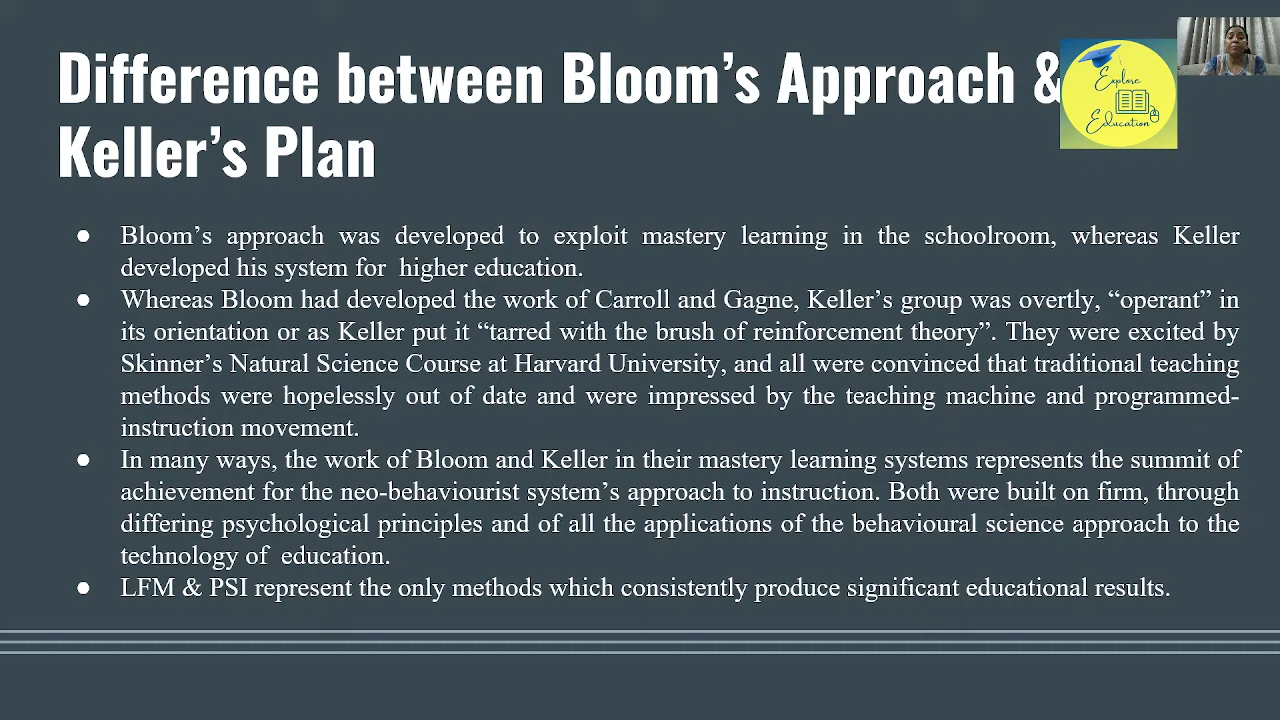 Difference between Bloom's Approach &
Keller's Plan
Explore
Education
● Bloom's approach was developed to exploit mastery learning in the schoolroom, whereas Keller
developed his system for higher education.
● Whereas Bloom had developed the work of Carroll and Gagne, Keller's group was overtly, “operant” in
its orientation or as Keller put it “tarred with the brush of reinforcement theory”. They were excited by
Skinner's Natural Science Course at Harvard University, and all were convinced that traditional teaching
methods were hopelessly out of date and were impressed by the teaching machine and programmed-
instruction movement.
● In many ways, the work of Bloom and Keller in their mastery learning systems represents the summit of
achievement for the neo-behaviourist system's approach to instruction. Both were built on firm, through
differing psychological principles and of all the applications of the behavioural science approach to the
technology of education.
● LFM & PSI represent the only methods which consistently produce significant educational results.